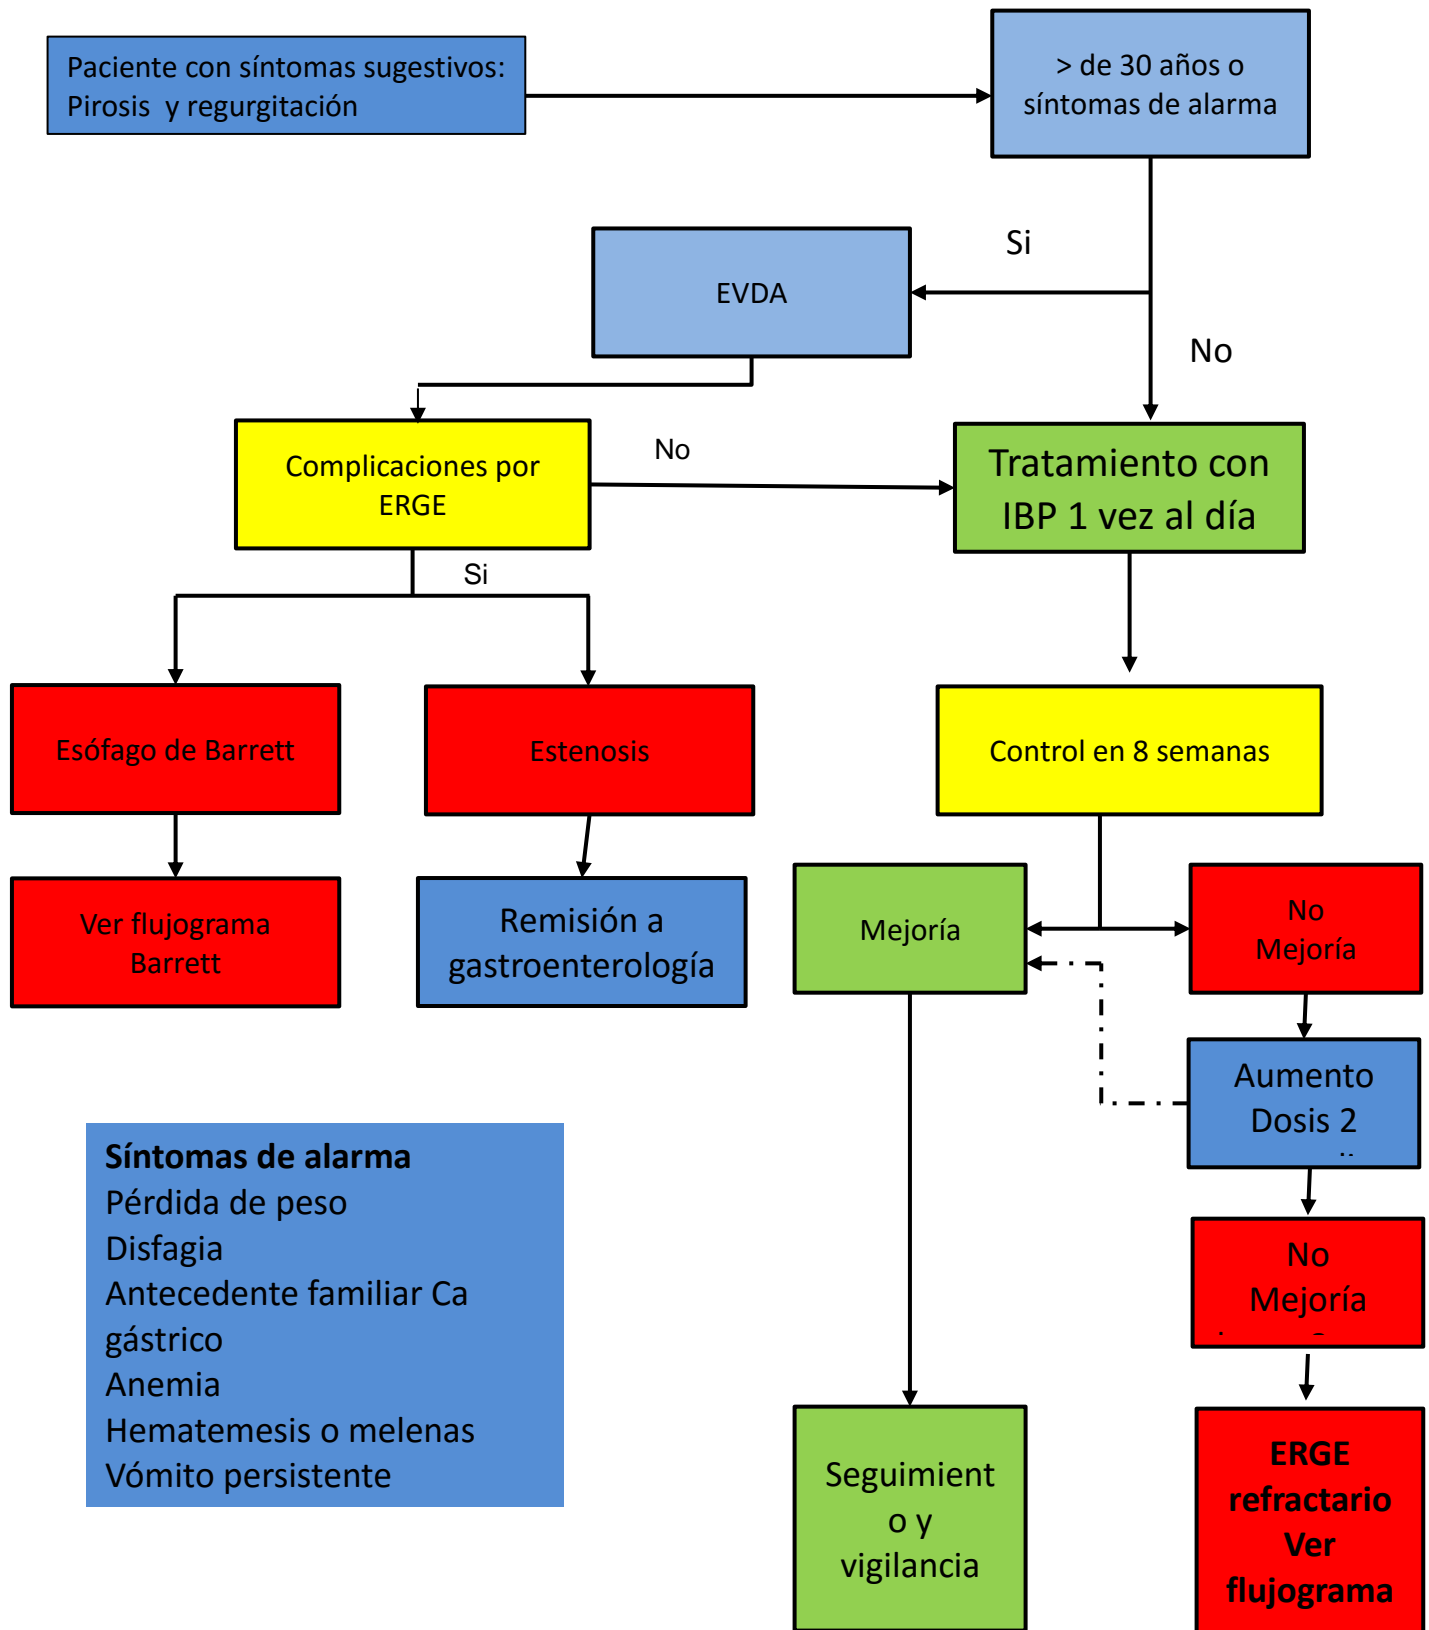 Paciente con síntomas sugestivos:
Pirosis y regurgitación
> de 30 años o
síntomas de alarma
Si
EVDA
No
Complicaciones por
ERGE
No
Tratamiento con
IBP 1 vez al día
Si
Esófago de Barrett
Estenosis
Control en 8 semanas
Ver flujograma
Barrett
Remisión a
gastroenterología
Mejoría
No
Mejoría
Aumento
Dosis 2
Síntomas de alarma
Pérdida de peso
Disfagia
Antecedente familiar Ca
gástrico
Anemia
Hematemesis o melenas
Vómito persistente
No
Mejoría
Seguimient
o y
vigilancia
ERGE
refractario
Ver
flujograma